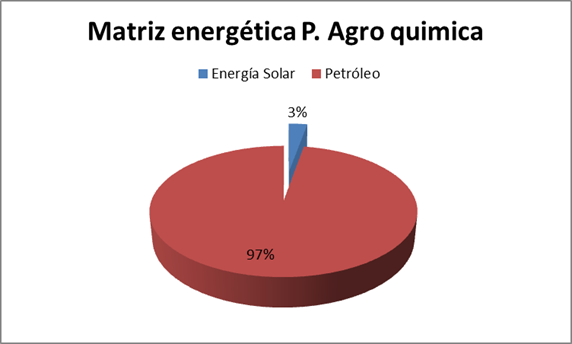 Matriz energética P. Agro quimica
Energía Solar Petróleo
3%
97%